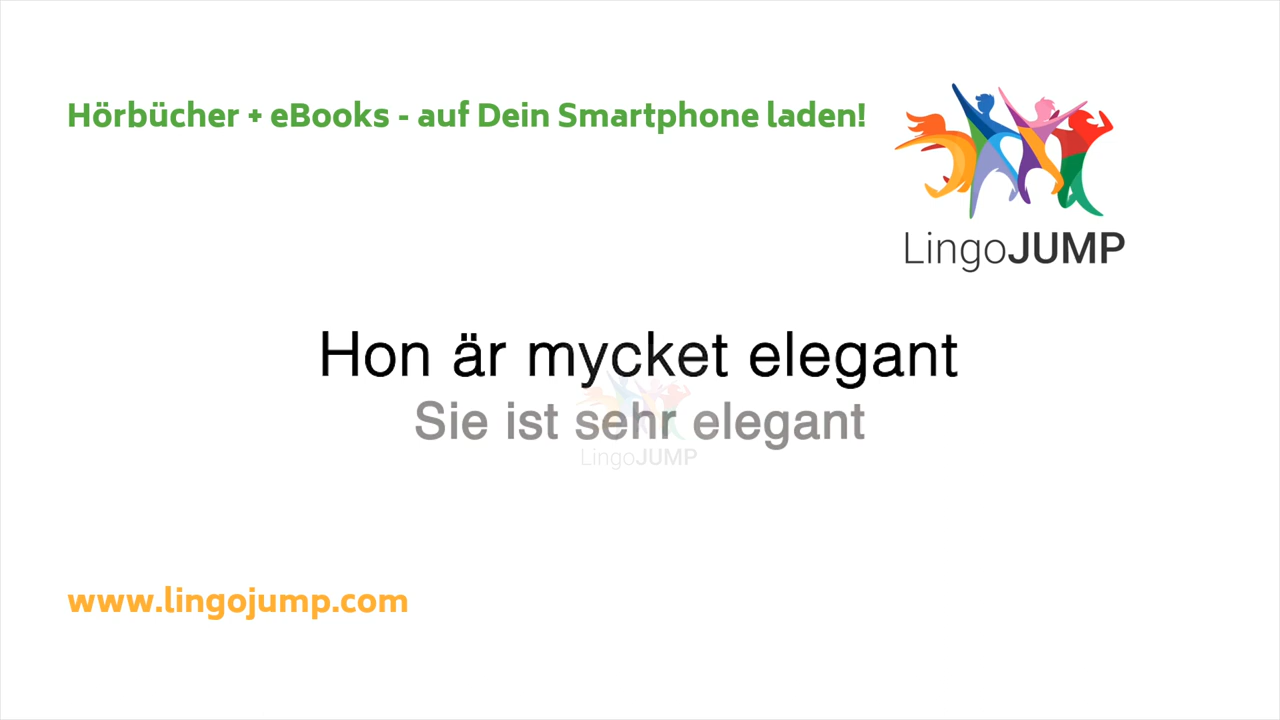 Hörbücher + eBooks - auf Dein Smartphone laden!
LingoJUMP
Hon är mycket elegant
Sie ist sehr elegant
LingoJUMP
www.lingojump.com